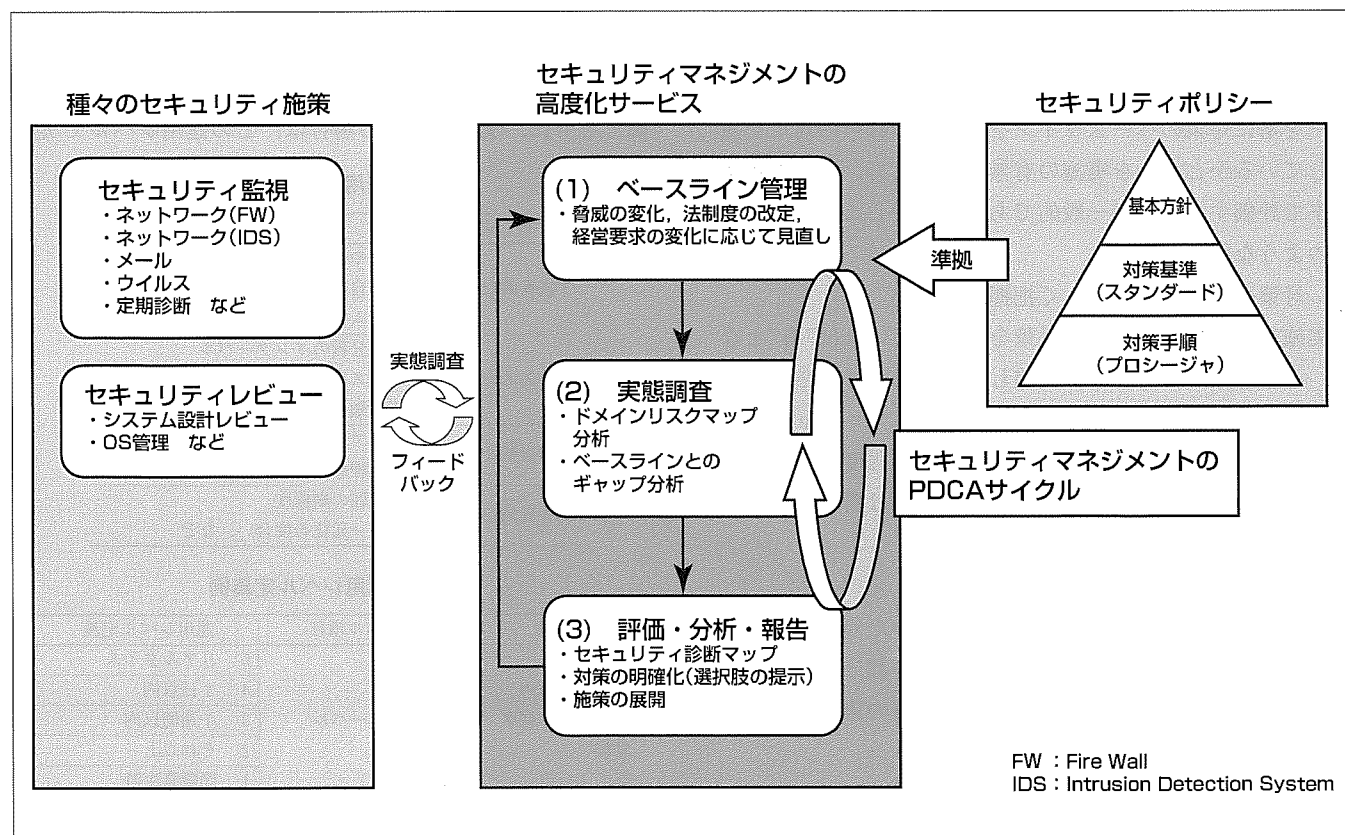 種々のセキュリティ施策
セキュリティ監視
・ネットワーク(FW)
・ネットワーク(IDS)
・メール
・ウイルス
・定期診断 など
セキュリティレビュー
・システム設計レビュー
・OS管理 など
実態調査
フィード
バック
セキュリティマネジメントの
高度化サービス
(1) ベースライン管理
・脅威の変化，法制度の改定，
経営要求の変化に応じて見直し
(2) 実態調査
・ドメインリスクマップ
分析
・ベースラインとの
ギャップ分析
(3) 評価・分析・報告
・セキュリティ診断マップ
・対策の明確化(選択肢の提示)
・施策の展開
セキュリティポリシー
準拠
基本方針
対策基準
(スタンダード)
対策手順
(プロシージャ)
セキュリティマネジメントの
PDCAサイクル
FW : Fire Wall
IDS : Intrusion Detection System